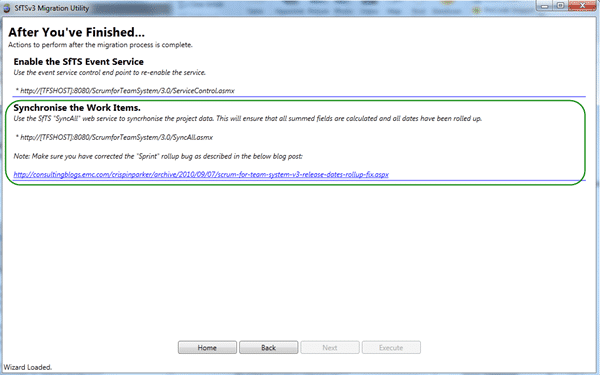 SfTSv3 Migration Utility
After You've Finished...
Actions to perform after the migration process is complete.
Enable the SfTS Event Service
Use the event service control end point to re-enable the service.
* http://[TFSHOST]:8080/ScrumforTeamSystem/3.0/ServiceControl.asmx
Synchronise the Work Items.
Use the SfTS "SyncAll" web service to synchonise the project data. This will ensure that all summed fields are calculated and all dates have been rolled up.
* http://[TFSHOST]:8080/ScrumforTeamSystem/3.0/SyncAll.asmx
Note: Make sure you have corrected the "Sprint" rollup bug as described in the below blog post:
http://consultingblogs.emc.com/crispinparker/archive/2010/09/07/scrum-for-team-system-v3-release-dates-rollup-fix.aspx
Home Back Next Execute
Wizard Loaded.